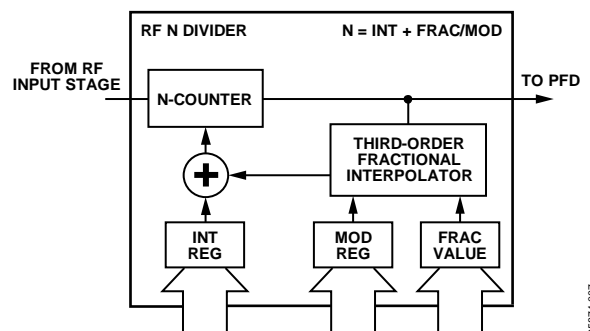 RF N DIVIDER
N = INT + FRAC/MOD
FROM RF
INPUT STAGE
TO PFD
N-COUNTER
THIRD-ORDER
FRACTIONAL
INTERPOLATOR
+
INT
REG
MOD
REG
FRAC
VALUE